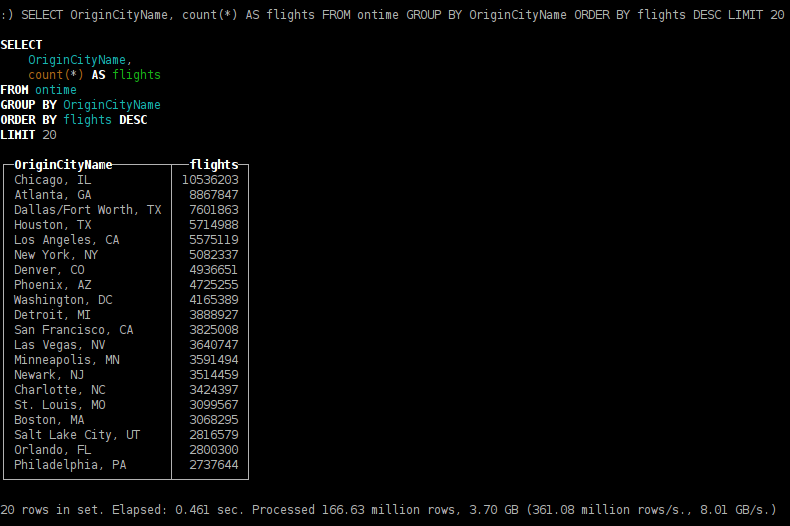 :) SELECT OriginCityName, count(*) AS flights FROM ontime GROUP BY OriginCityName ORDER BY flights DESC LIMIT 20
SELECT
OriginCityName,
count(*) AS flights
FROM ontime
GROUP BY OriginCityName
ORDER BY flights DESC
LIMIT 20
OriginCityName flights
Chicago, IL 10536203
Atlanta, GA 8867847
Dallas/Fort Worth, TX 7601863
Houston, TX 5714988
Los Angeles, CA 5575119
New York, NY 5082337
Denver, CO 4936651
Phoenix, AZ 4725255
Washington, DC 4165389
Detroit, MI 3888927
San Francisco, CA 3825008
Las Vegas, NV 3640747
Minneapolis, MN 3591494
Newark, NJ 3514459
Charlotte, NC 3424397
St. Louis, MO 3099567
Boston, MA 3068295
Salt Lake City, UT 2816579
Orlando, FL 2800300
Philadelphia, PA 2737644
20 rows in set. Elapsed: 0.461 sec. Processed 166.63 million rows, 3.70 GB (361.08 million rows/s., 8.01 GB/s.)